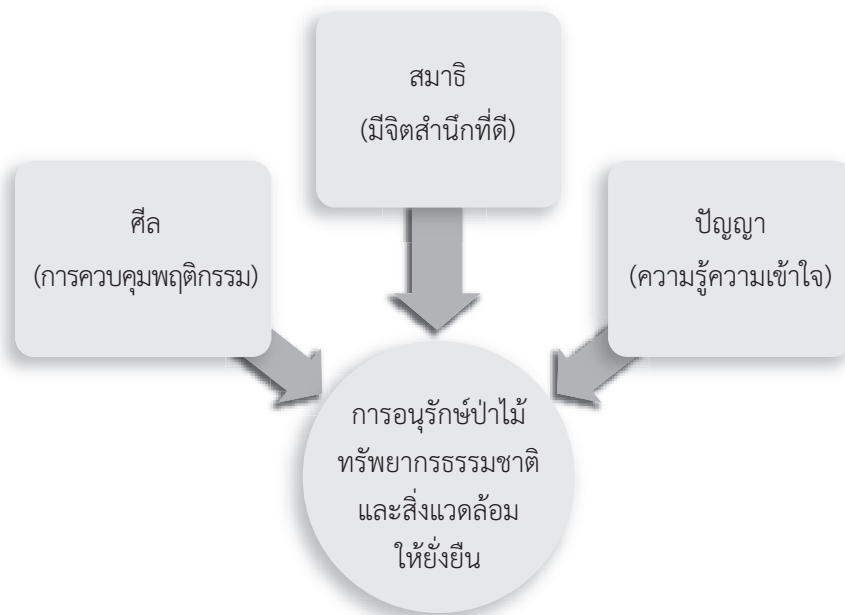 สมาธิ
(มีจิตสำนึกที่ดี)
ศีล
(การควบคุมพฤติกรรม)
ปัญญา
(ความรู้ความเข้าใจ)
การอนุรักษ์ป่าไม้
ทรัพยากรธรรมชาติ
และสิ่งแวดล้อม
ให้ยั่งยืน